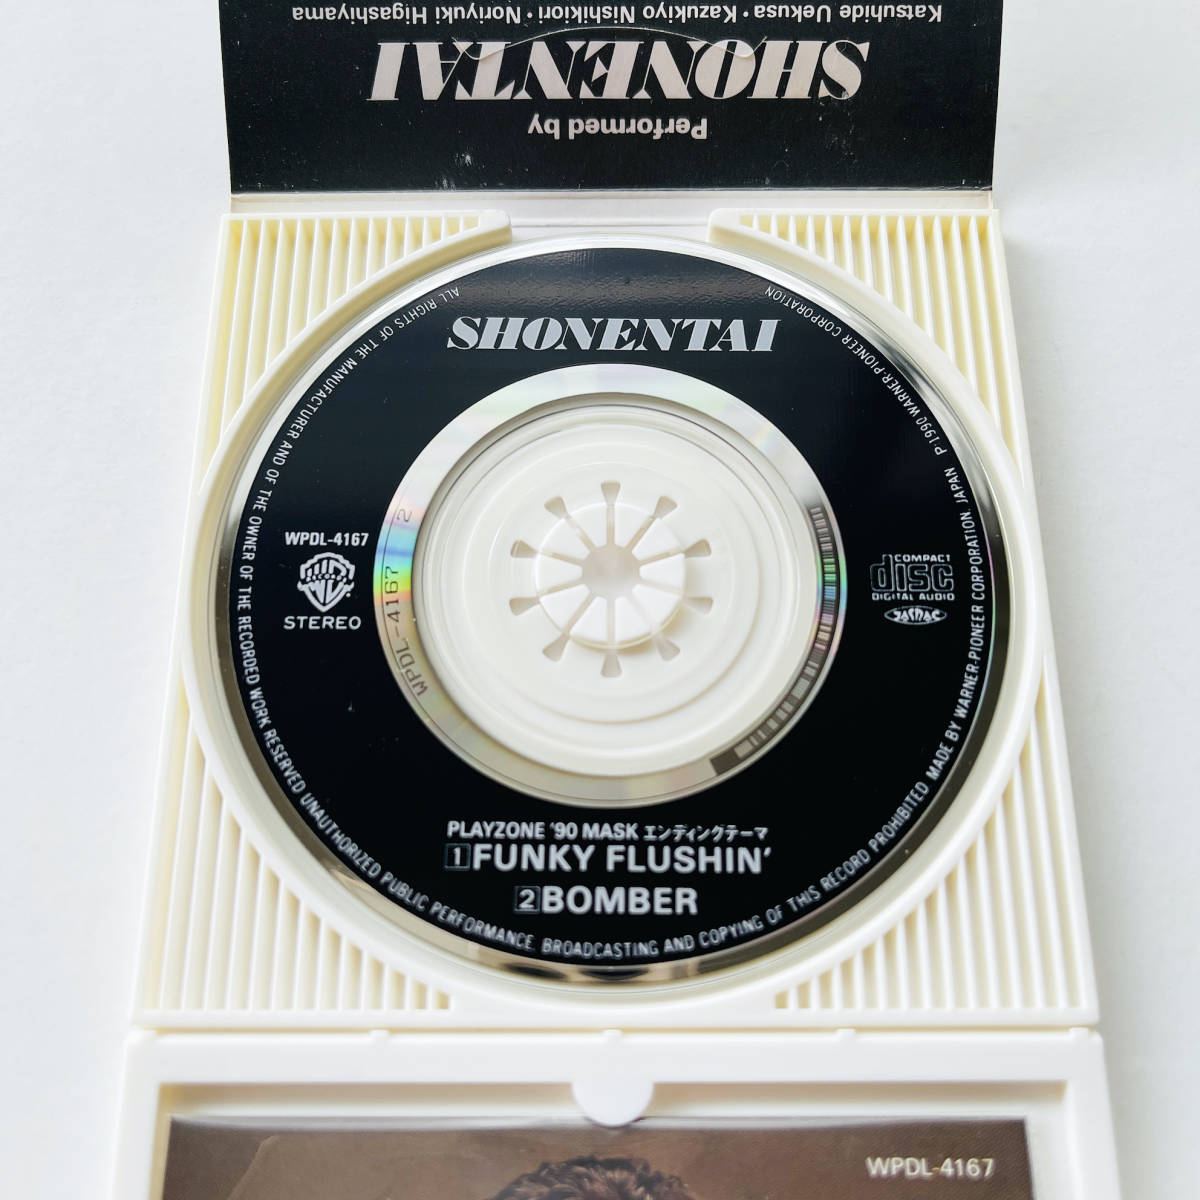 Katsuhide Uekusa・Kazukiyo Nishikiori・Noriyuki Higashiyama
SHONENTAI
Performed by
SHONENTAI
WPDL-4167
RECORDS
STEREO
WPDL-4167 2
COMPACT
disc
DIGITAL AUDIO
JASRAC
PLAYZONE '90 MASK エンディングテーマ
1 FUNKY FLUSHIN'
2 BOMBER
ALL RIGHTS OF THE MANUFACTURER AND OF THE OWNER OF THE RECORDED WORK RESERVED UNAUTHORIZED PUBLIC PERFORMANCE. BROADCASTING AND COPYING OF THIS RECORD PROHIBITED MADE BY WARNER-PIONEER CORPORATION, JAPAN P·1990 WARNER-PIONEER CORPORATION
WPDL-4167